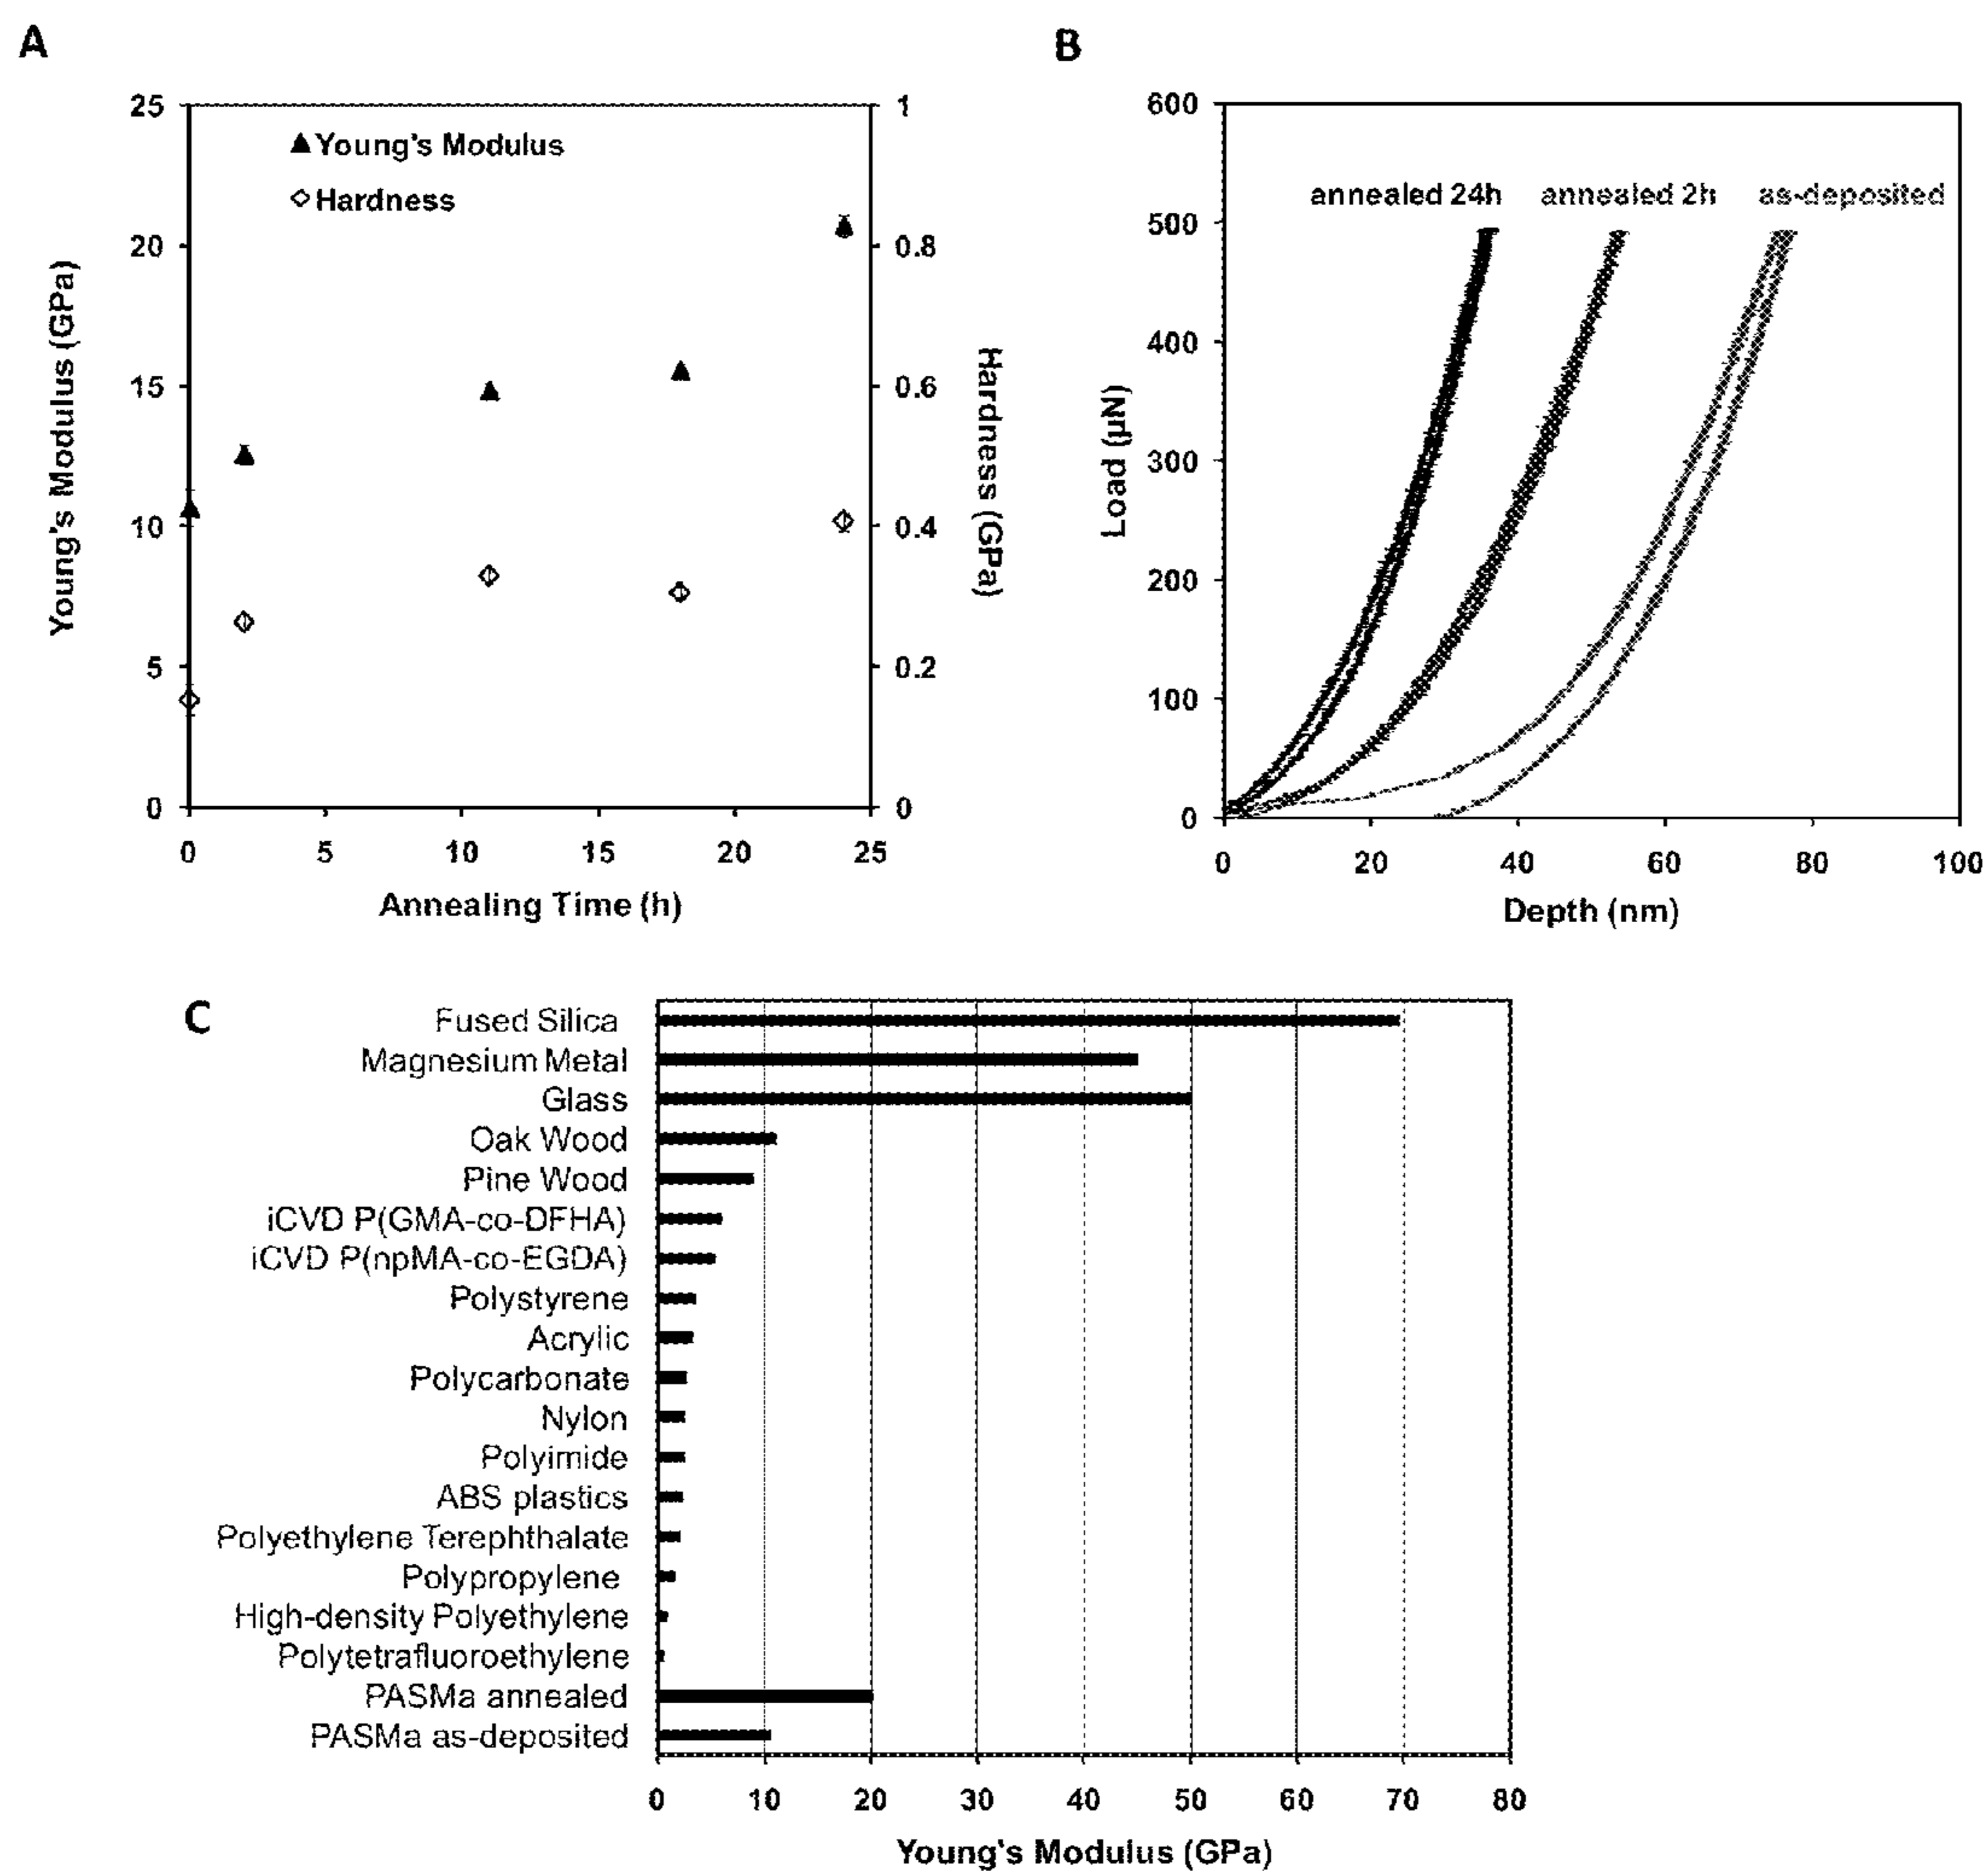 A
25
20
15
10
5
0
Young's Modulus (GPa)
▲ Young's Modulus
◇ Hardness
1
0.8
0.6
0.4
0.2
0
Hardness (GPa)
0 5 10 15 20 25
Annealing Time (h)
B
600
500
400
300
200
100
0
Load (µN)
annealed 24h annealed 2h as-deposited
0 20 40 60 80 100
Depth (nm)
C
Fused Silica
Magnesium Metal
Glass
Oak Wood
Pine Wood
iCVD P(GMA-co-DFHA)
iCVD P(npMA-co-EGDA)
Polystyrene
Acrylic
Polycarbonate
Nylon
Polyimide
ABS plastics
Polyethylene Terephthalate
Polypropylene
High-density Polyethylene
Polytetrafluoroethylene
PASMa annealed
PASMa as-deposited
0 10 20 30 40 50 60 70 80
Young's Modulus (GPa)